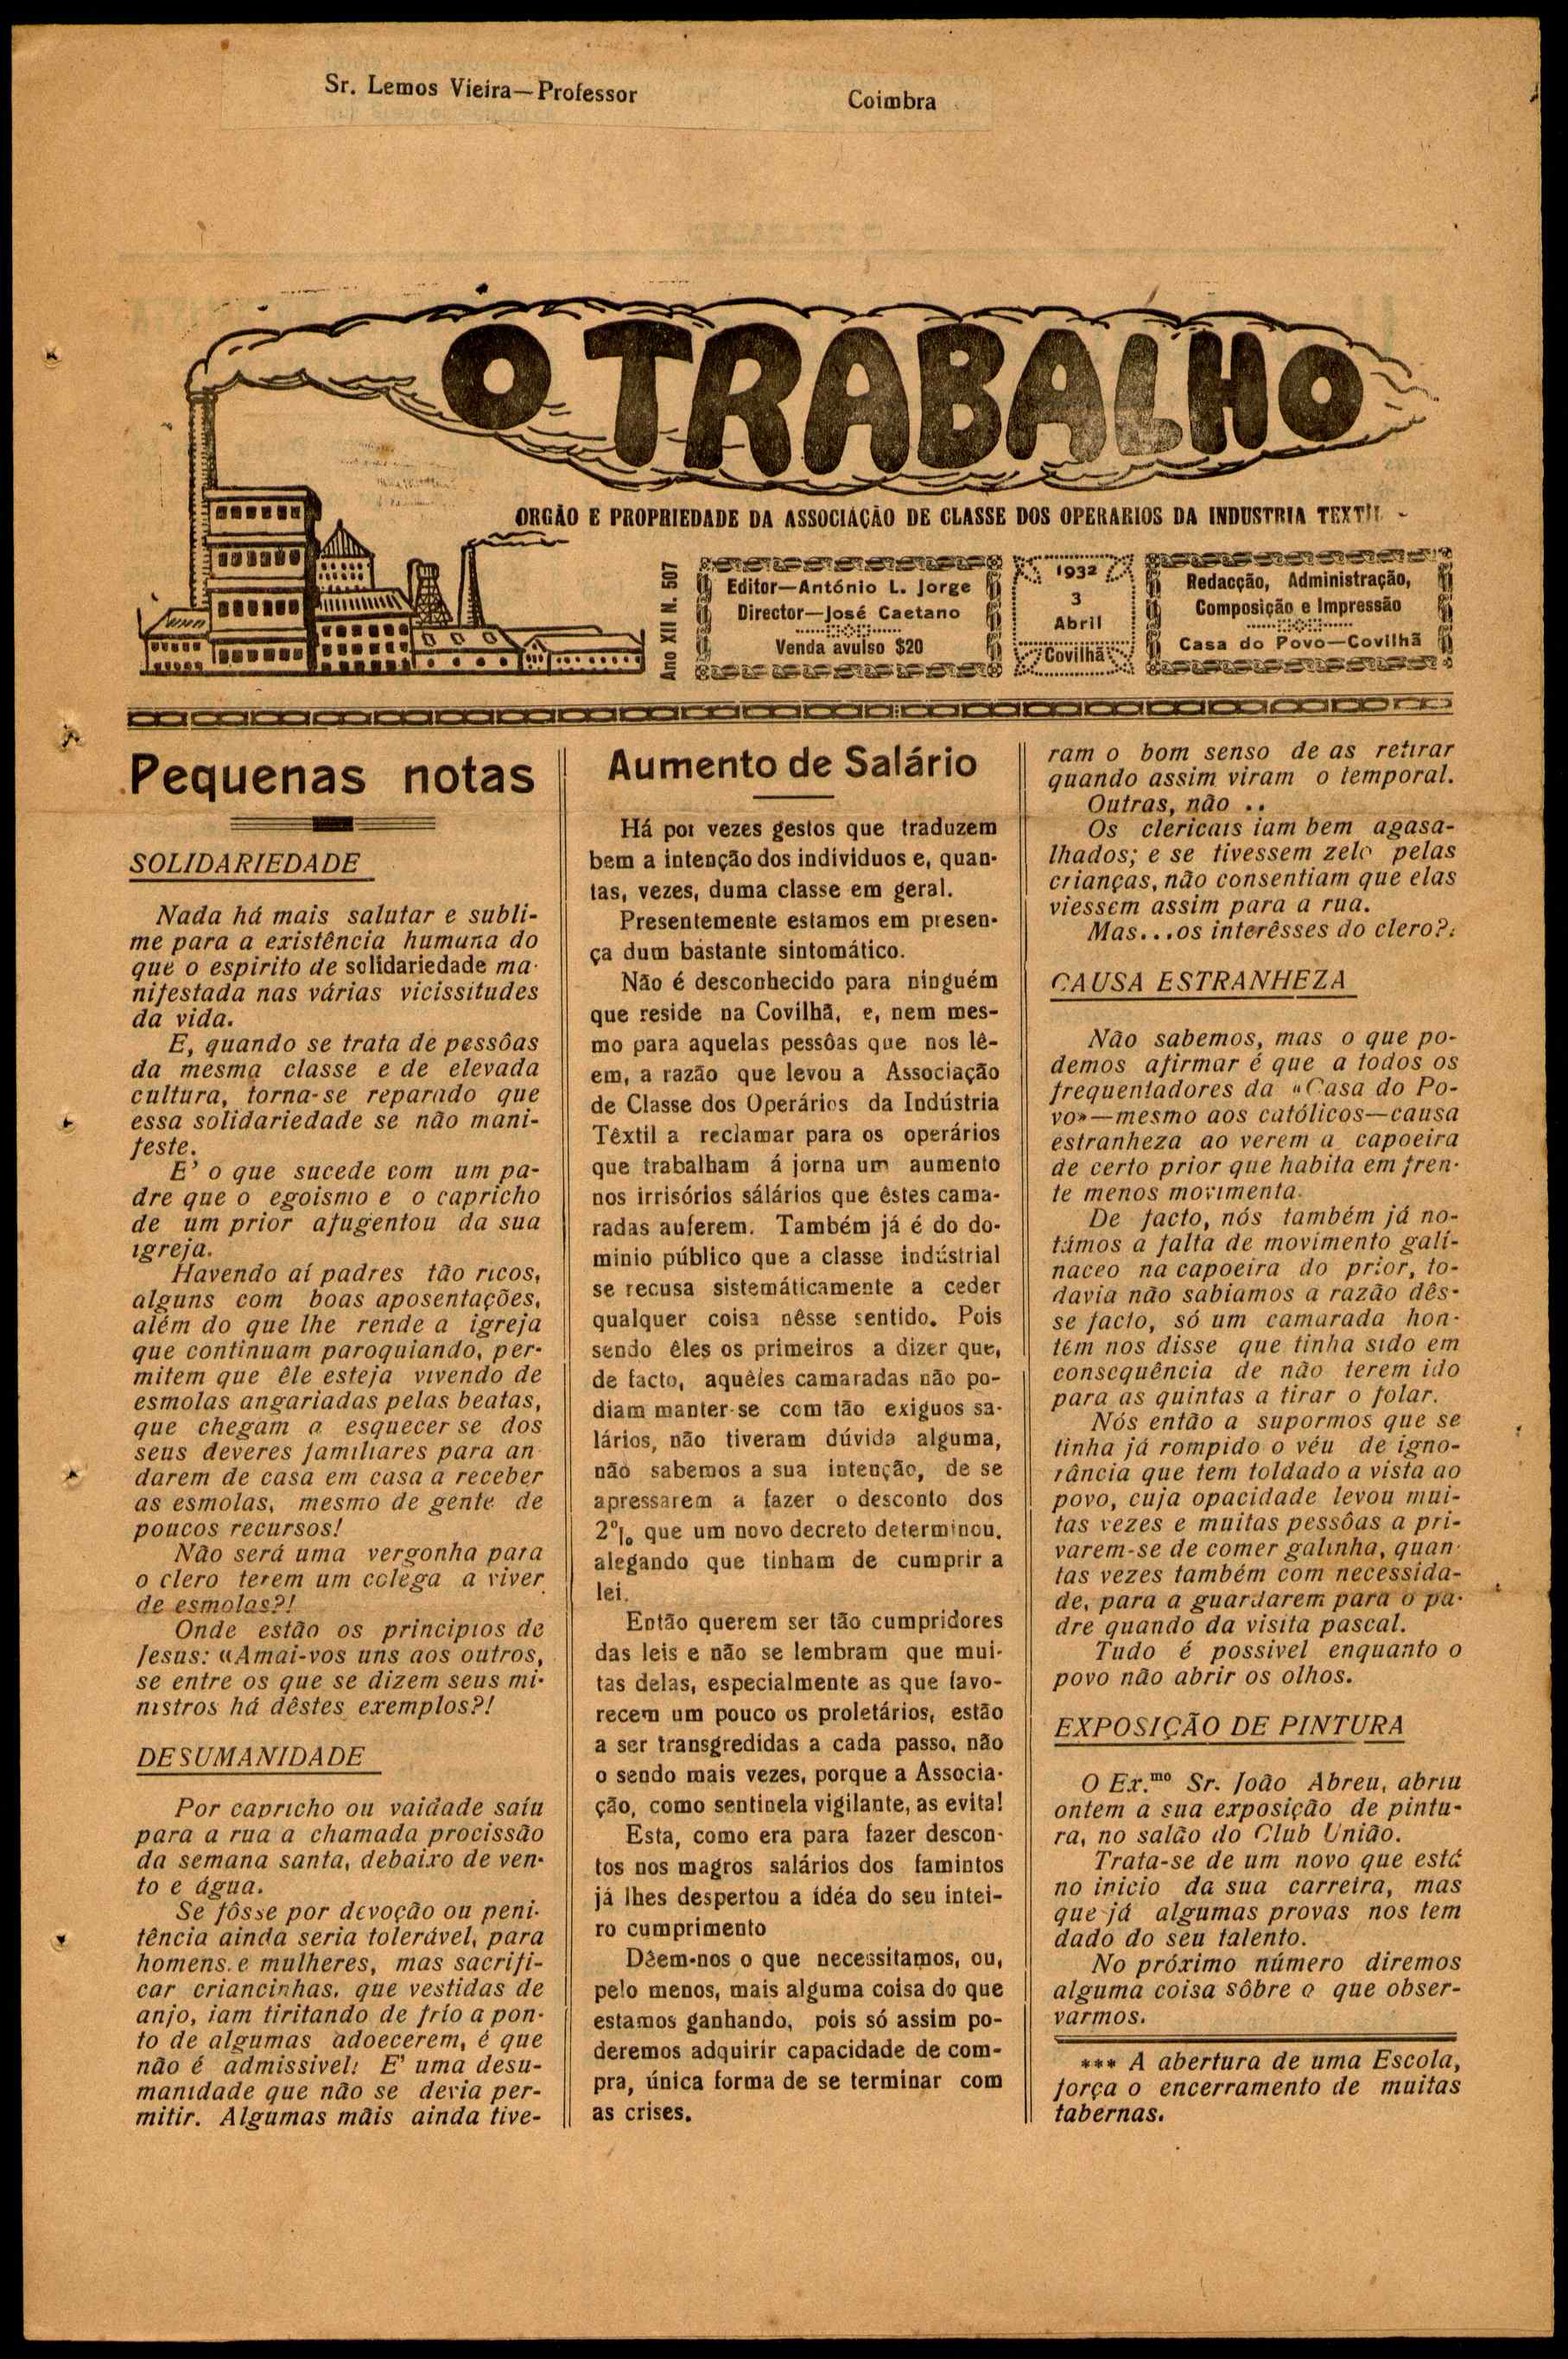 Sr. Lemos Vieira—Professor
Coimbra
O TRABALHO
ORGÃO E PROPRIEDADE DA ASSOCIAÇÃO DE CLASSE DOS OPERARIOS DA INDUSTRIA TEXTIL
Ano XII N. 507
Editor—António L. Jorge
Director—José Caetano
Venda avulso $20
1932
3
Abril
Covilhã
Redacção, Administração,
Composição e Impressão
Casa do Povo—Covilhã
Pequenas notas
SOLIDARIEDADE
Nada há mais salutar e subli-
me para a existência humana do
que o espirito de solidariedade ma-
nifestada nas várias vicissitudes
da vida.
E, quando se trata de pessôas
da mesma classe e de elevada
cultura, torna-se reparado que
essa solidariedade se não mani-
feste.
E' o que sucede com um pa-
dre que o egoismo e o capricho
de um prior afugentou da sua
igreja.
Havendo aí padres tão ricos,
alguns com boas aposentações,
além do que lhe rende a igreja
que continuam paroquiando, per-
mitem que êle esteja vivendo de
esmolas angariadas pelas beatas,
que chegam a esquecer se dos
seus deveres familiares para an
darem de casa em casa a receber
as esmolas, mesmo de gente de
poucos recursos!
Não será uma vergonha para
o clero terem um colega a viver
de esmolas?!
Onde estão os principios de
Jesus: «Amai-vos uns aos outros,
se entre os que se dizem seus mi-
nistros há dêstes exemplos?!
DESUMANIDADE
Por capricho ou vaidade saíu
para a rua a chamada procissão
da semana santa, debaixo de ven-
to e água.
Se fôsse por devoção ou peni-
tência ainda seria tolerável, para
homens e mulheres, mas sacrifi-
car criancinhas, que vestidas de
anjo, iam tiritando de frío a pon-
to de algumas adoecerem, é que
não é admissivel! E' uma desu-
manidade que não se devia per-
mitir. Algumas mãis ainda tive-
Aumento de Salário
Há por vezes gestos que traduzem
bem a intenção dos individuos e, quan-
tas, vezes, duma classe em geral.
Presentemente estamos em presen-
ça dum bastante sintomático.
Não é desconhecido para ninguém
que reside na Covilhã, e, nem mes-
mo para aquelas pessôas que nos lê-
em, a razão que levou a Associação
de Classe dos Operários da Indústria
Têxtil a reclamar para os operários
que trabalham á jorna um aumento
nos irrisórios sálários que êstes cama-
radas auferem. Também já é do do-
minio público que a classe indústrial
se recusa sistemáticamente a ceder
qualquer coisa nêsse sentido. Pois
sendo êles os primeiros a dizer que,
de facto, aquêles camaradas não po-
diam manter-se com tão exiguos sa-
lários, não tiveram dúvida alguma,
não sabemos a sua intenção, de se
apressarem a fazer o desconto dos
2% que um novo decreto determinou,
alegando que tinham de cumprir a
lei.
Então querem ser tão cumpridores
das leis e não se lembram que mui-
tas delas, especialmente as que favo-
recem um pouco os proletários, estão
a ser transgredidas a cada passo, não
o sendo mais vezes, porque a Associa-
ção, como sentinela vigilante, as evita!
Esta, como era para fazer descon-
tos nos magros salários dos famintos
já lhes despertou a idéa do seu intei-
ro cumprimento
Dêem-nos o que necessitamos, ou,
pelo menos, mais alguma coisa do que
estamos ganhando, pois só assim po-
deremos adquirir capacidade de com-
pra, única forma de se terminar com
as crises.
ram o bom senso de as retirar
quando assim viram o temporal.
Outras, não ..
Os clericais iam bem agasa-
lhados; e se tivessem zelo pelas
crianças, não consentiam que elas
viessem assim para a rua.
Mas...os interêsses do clero?:
CAUSA ESTRANHEZA
Não sabemos, mas o que po-
demos afirmar é que a todos os
frequentadores da «Casa do Po-
vo»—mesmo aos católicos—causa
estranheza ao verem a capoeira
de certo prior que habita em fren-
te menos movimenta.
De facto, nós também já no-
támos a falta de movimento gali-
naceo na capoeira do prior, to-
davia não sabiamos a razão dês-
se facto, só um camarada hon-
tem nos disse que tinha sido em
consequência de não terem ido
para as quintas a tirar o folar.
Nós então a supormos que se
tinha já rompido o véu de igno-
rância que tem toldado a vista ao
povo, cuja opacidade levou mui-
tas vezes e muitas pessôas a pri-
varem-se de comer galinha, quan-
tas vezes também com necessida-
de, para a guardarem para o pa-
dre quando da visita pascal.
Tudo é possivel enquanto o
povo não abrir os olhos.
EXPOSIÇÃO DE PINTURA
O Ex.mo Sr. João Abreu, abriu
ontem a sua exposição de pintu-
ra, no salão do Club União.
Trata-se de um novo que está
no inicio da sua carreira, mas
que já algumas provas nos tem
dado do seu talento.
No próximo número diremos
alguma coisa sôbre o que obser-
varmos.
*** A abertura de uma Escola,
força o encerramento de muitas
tabernas.